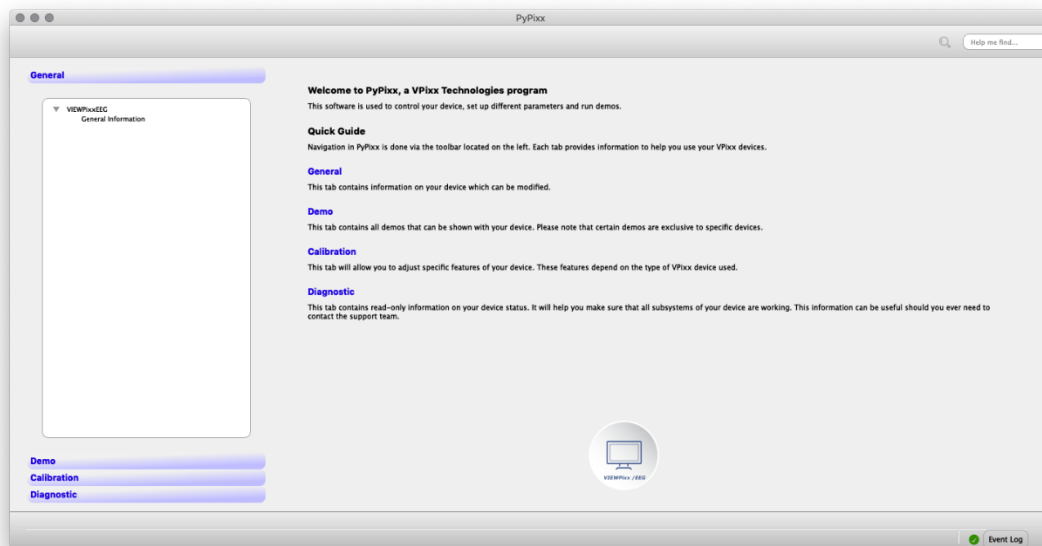 PyPixx
Help me find...
General
VIEWPixxEEG
General Information
Demo
Calibration
Diagnostic
Welcome to PyPixx, a VPixx Technologies program
This software is used to control your device, set up different parameters and run demos.
Quick Guide
Navigation in PyPixx is done via the toolbar located on the left. Each tab provides information to help you use your VPixx devices.
General
This tab contains information on your device which can be modified.
Demo
This tab contains all demos that can be shown with your device. Please note that certain demos are exclusive to specific devices.
Calibration
This tab will allow you to adjust specific features of your device. These features depend on the type of VPixx device used.
Diagnostic
This tab contains read-only information on your device status. It will help you make sure that all subsystems of your device are working. This information can be useful should you ever need to
contact the support team.
VIEWPixx /EEG
Event Log